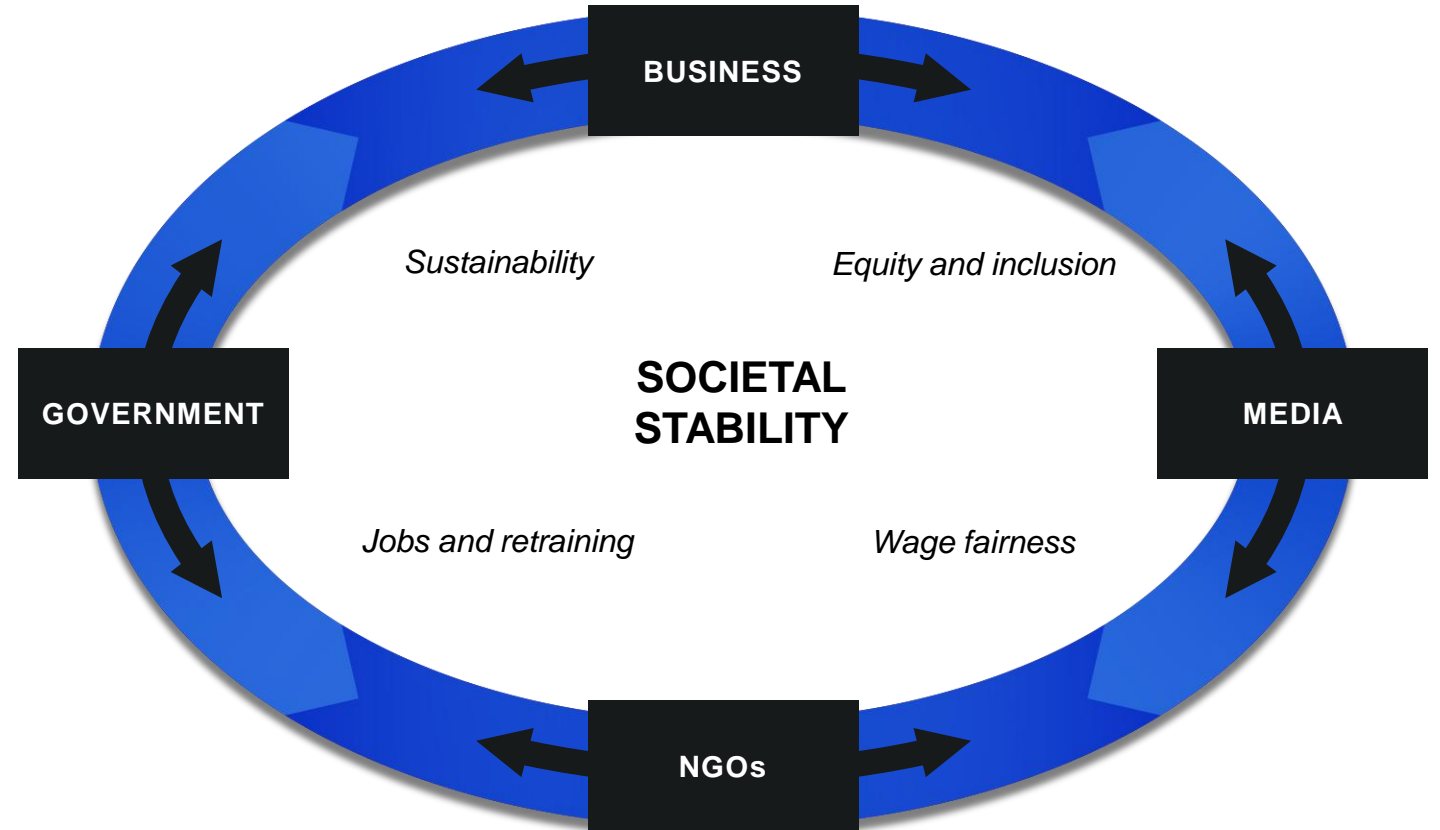 BUSINESS
Sustainability
Equity and inclusion
SOCIETAL
STABILITY
GOVERNMENT
MEDIA
Jobs and retraining
Wage fairness
NGOs